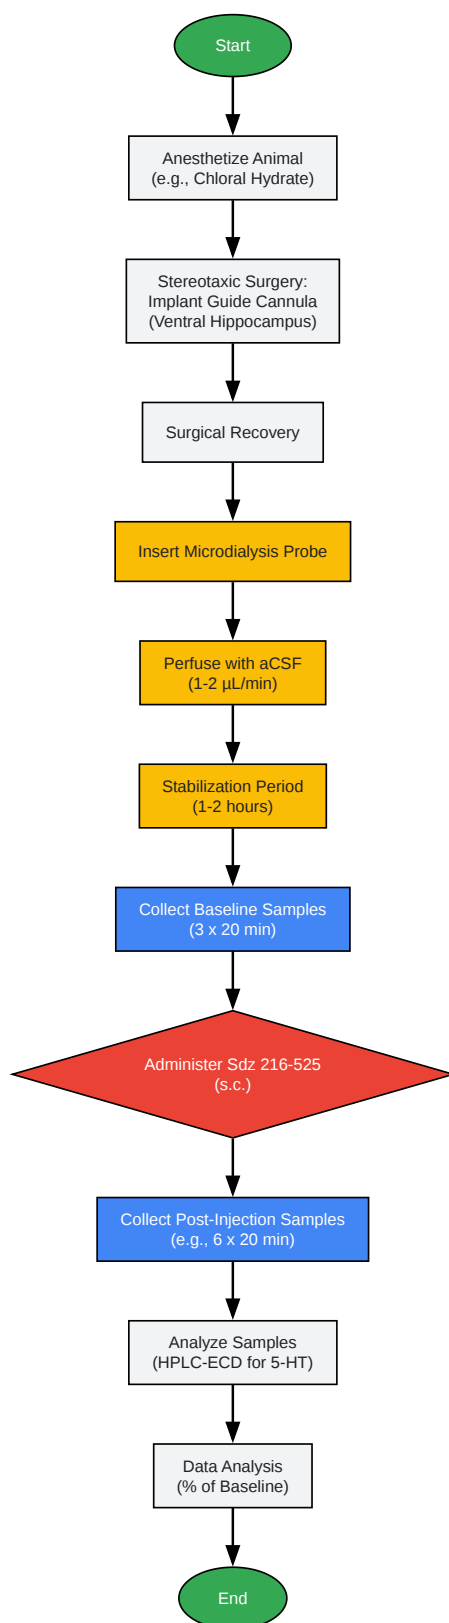 Start
Anesthetize Animal
(e.g., Chloral Hydrate)
Stereotaxic Surgery:
Implant Guide Cannula
(Ventral Hippocampus)
Surgical Recovery
Insert Microdialysis Probe
Perfuse with aCSF
(1-2 µL/min)
Stabilization Period
(1-2 hours)
Collect Baseline Samples
(3 x 20 min)
Administer Sdz 216-525
(s.c.)
Collect Post-Injection Samples
(e.g., 6 x 20 min)
Analyze Samples
(HPLC-ECD for 5-HT)
Data Analysis
(% of Baseline)
End